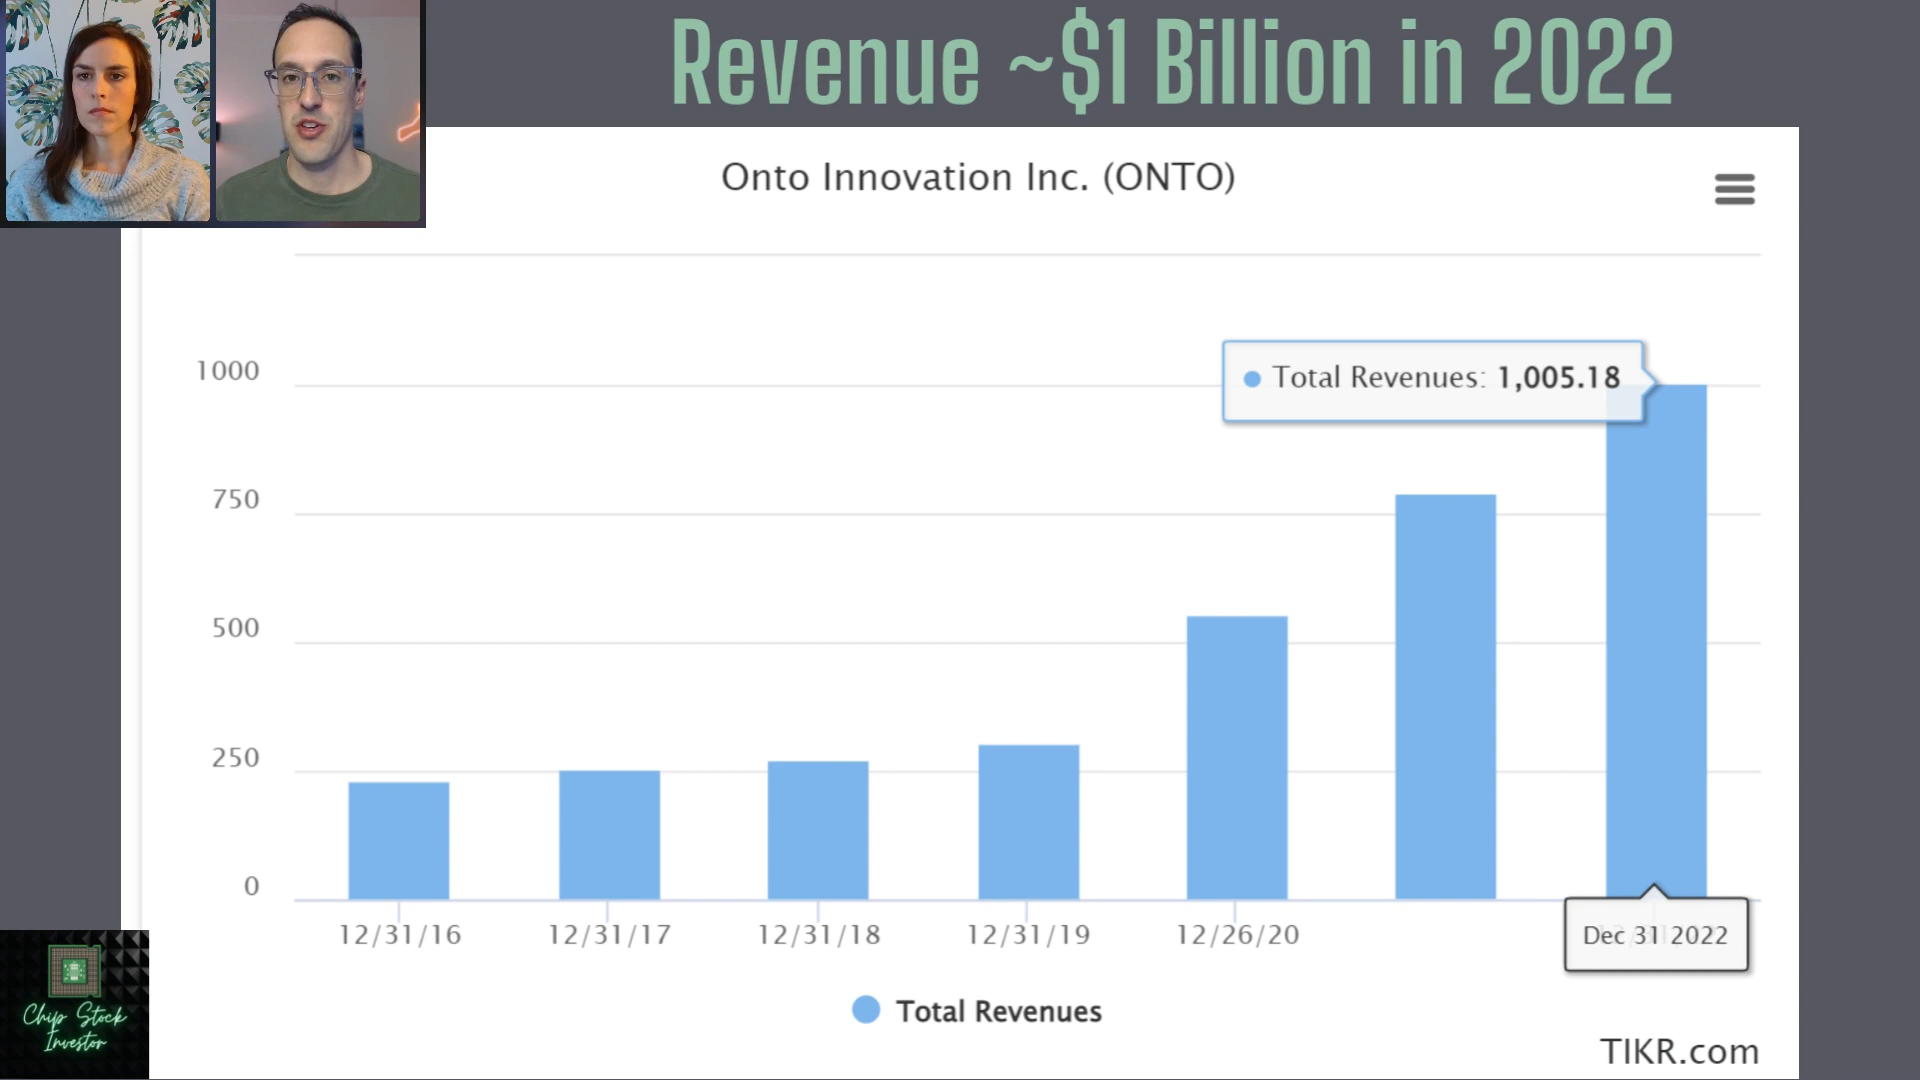 Revenue ~$1 Billion in 2022
Onto Innovation Inc. (ONTO)
1000
750
500
250
0
Total Revenues: 1,005.18
12/31/16
12/31/17
12/31/18
12/31/19
12/26/20
Dec 31 2022
Total Revenues
TIKR.com
Chip Stock
Investor